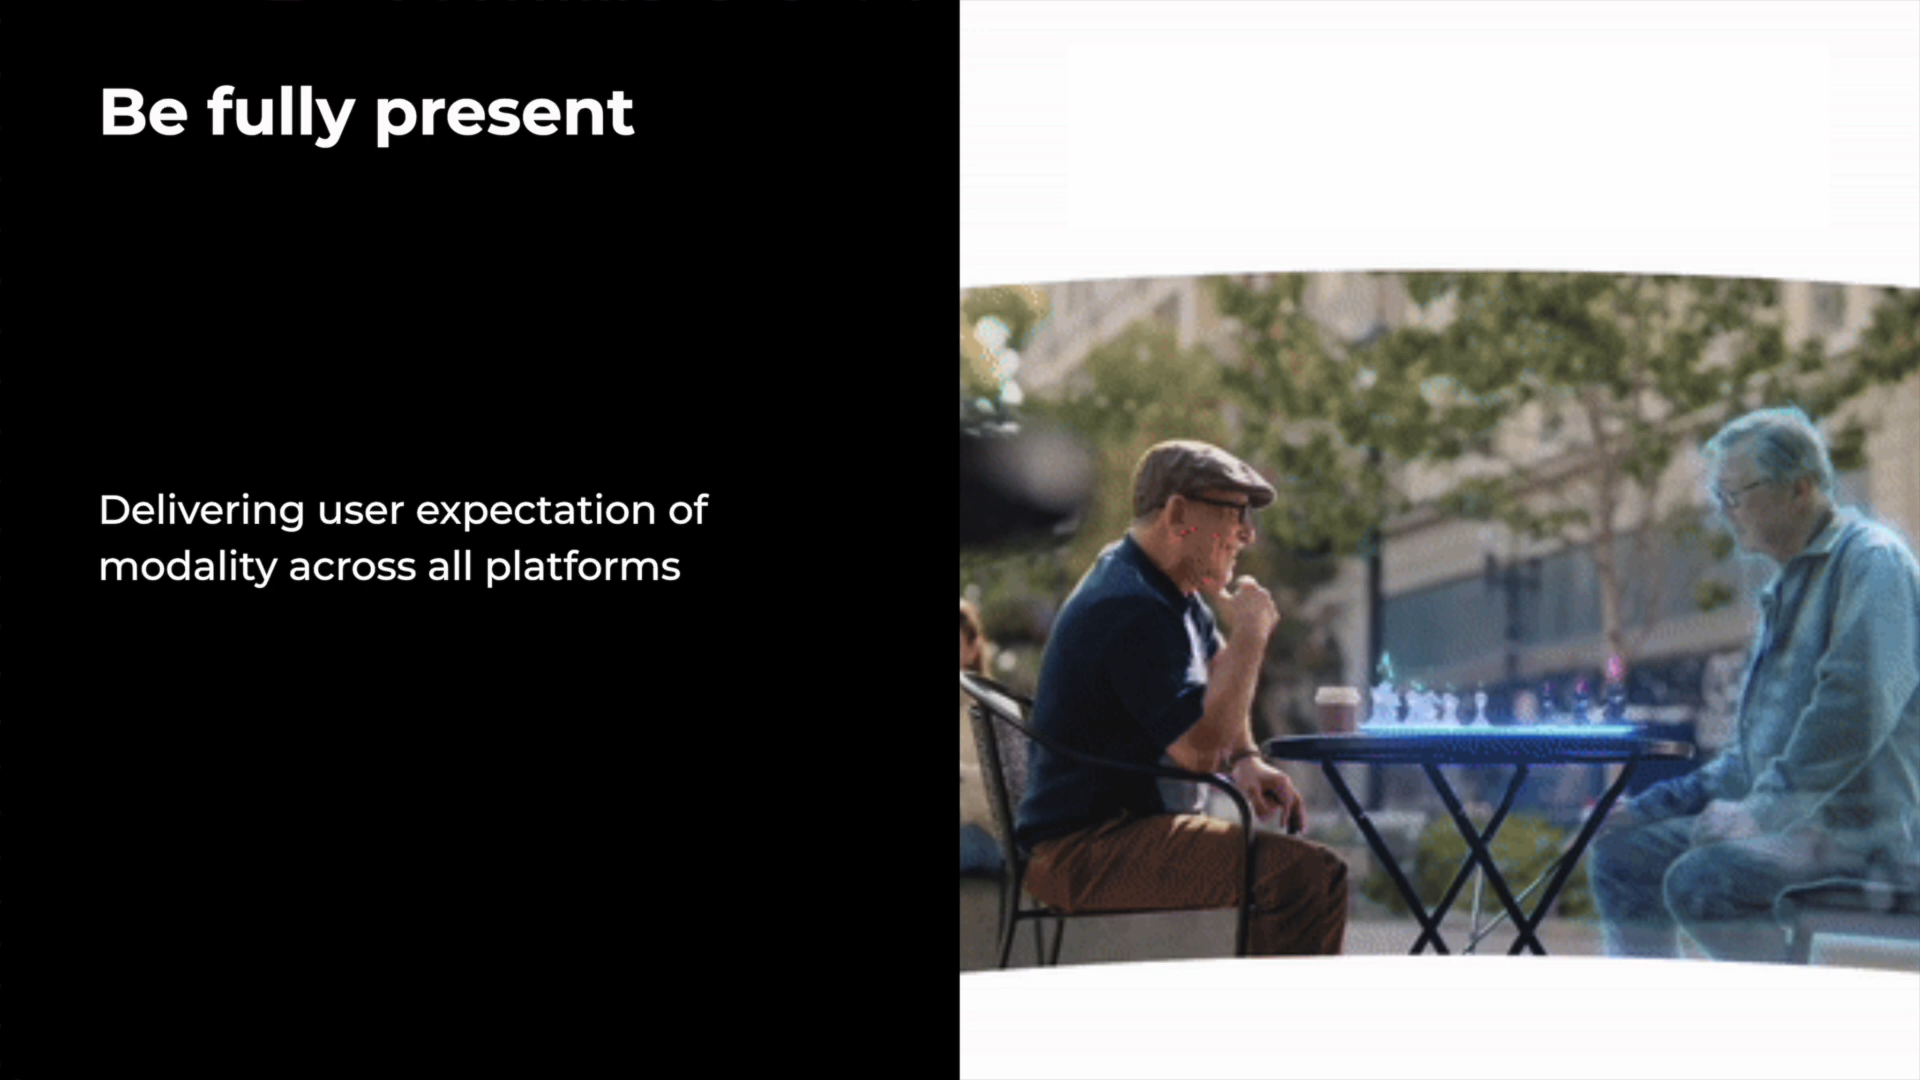 Be fully present
Delivering user expectation of
modality across all platforms